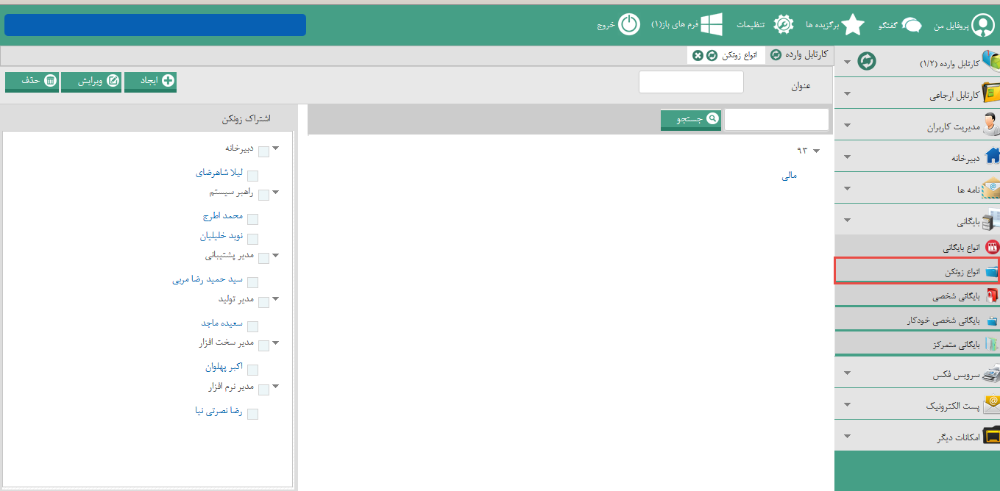 پروفایل من
گفتگو
برگزیده ها
تنظیمات
فرم های باز(۱)
خروج
کارتابل وارده
انواع زونکن
کارتابل وارده (۱/۲)
کارتابل ارجاعی
مدیریت کاربران
دبیرخانه
نامه ها
بایگانی
انواع بایگانی
انواع زونکن
بایگانی شخصی
بایگانی شخصی خودکار
بایگانی متمرکز
سرویس فکس
پست الکترونیک
امکانات دیگر
عنوان
ایجاد
ویرایش
حذف
جستجو
۹۳
مالی
اشتراک زونکن
دبیرخانه
لیلا شاهرضای
راهبر سیستم
محمد اطرج
نوید خلیلیان
مدیر پشتیبانی
سید حمید رضا مربی
مدیر تولید
سعیده ماجد
مدیر سخت افزار
اکبر پهلوان
مدیر نرم افزار
رضا نصرتی نیا